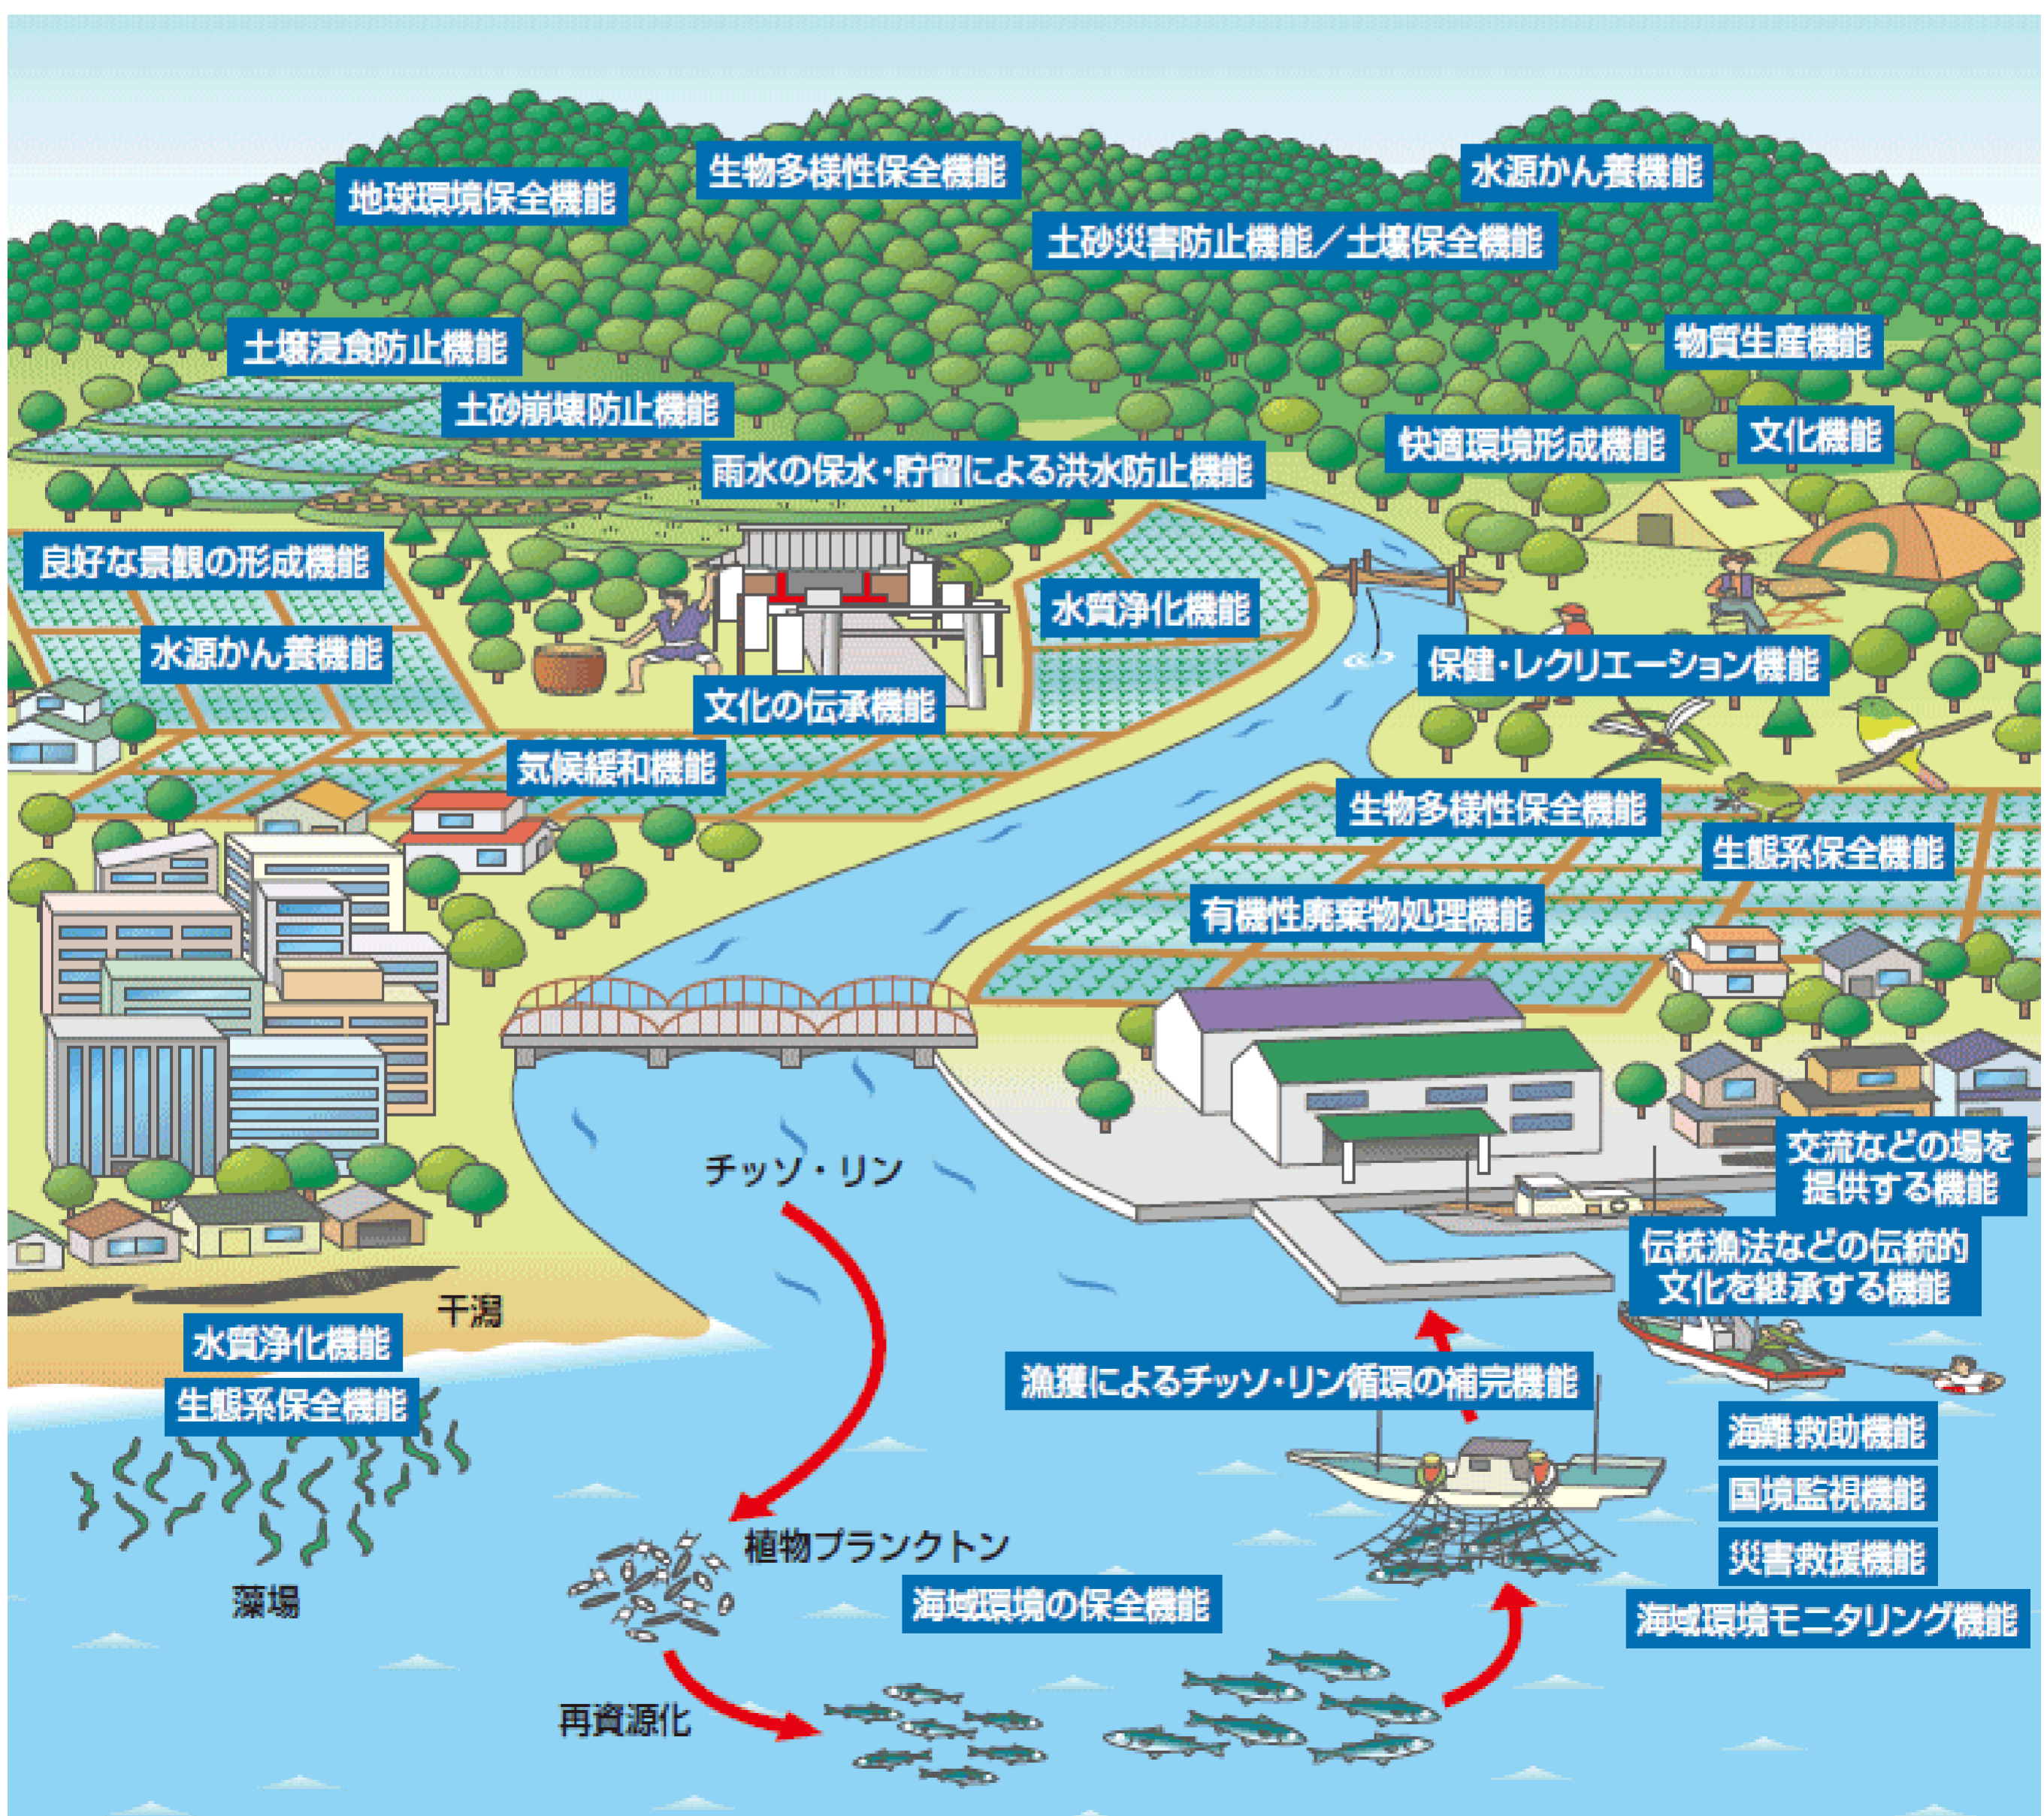 生物多様性保全機能
水源かん養機能
地球環境保全機能
土砂災害防止機能／土壌保全機能
土壌浸食防止機能
物質生産機能
土砂崩壊防止機能
快適環境形成機能
文化機能
雨水の保水・貯留による洪水防止機能
良好な景観の形成機能
水質浄化機能
水源かん養機能
保健・レクリエーション機能
文化の伝承機能
気候緩和機能
生物多様性保全機能
生態系保全機能
有機性廃棄物処理機能
交流などの場を
提供する機能
チッソ・リン
伝統漁法などの伝統的
文化を継承する機能
干潟
水質浄化機能
生態系保全機能
漁獲によるチッソ・リン循環の補完機能
海難救助機能
国境監視機能
災害救援機能
海域環境モニタリング機能
植物プランクトン
藻場
海域環境の保全機能
再資源化